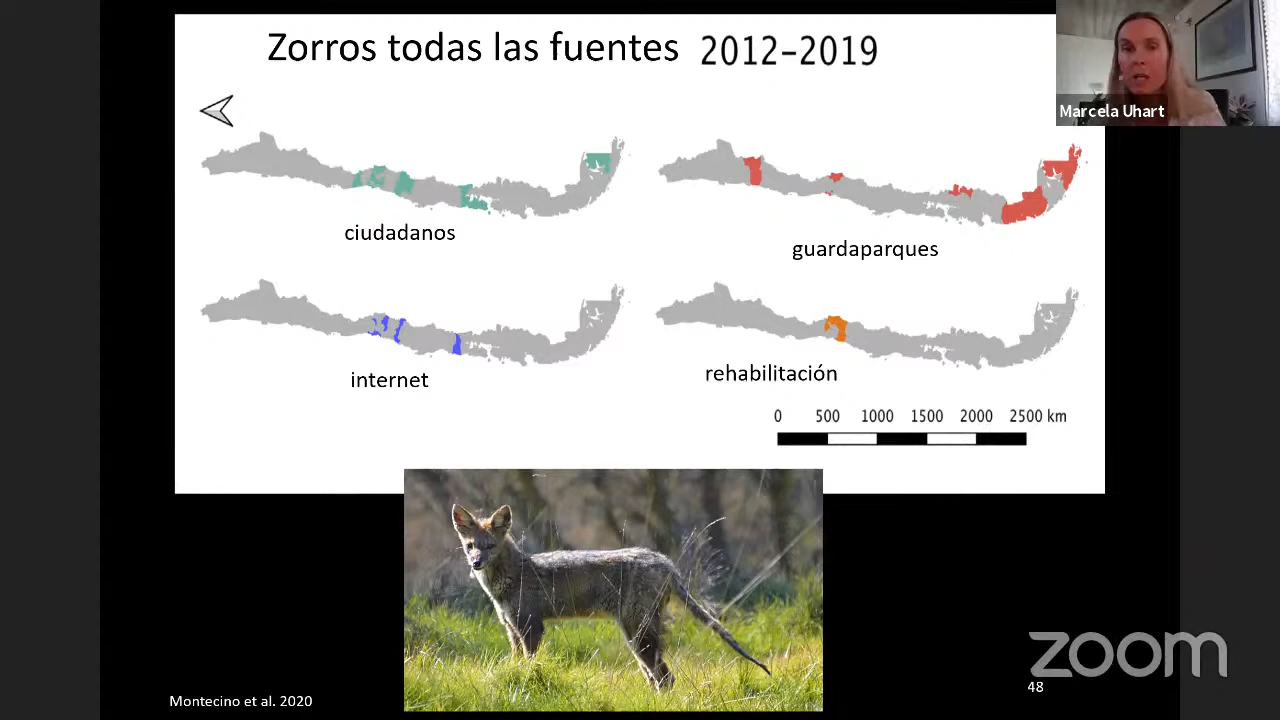 Zorros todas las fuentes 2012-2019
Marcela Uhart
ciudadanos
guardaparques
internet
rehabilitación
0 500 1000 1500 2000 2500 km
zoom
48
Montecino et al. 2020